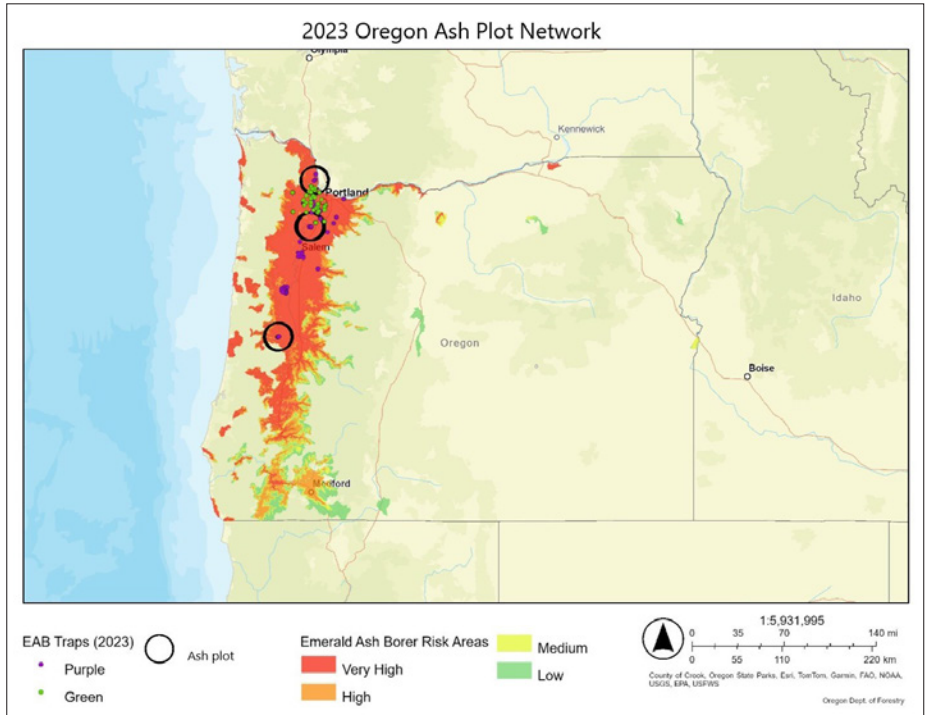 2023 Oregon Ash Plot Network
Olympia
Kennewick
Portland
Salem
Idaho
Oregon
Boise
Medford
EAB Traps (2023)
Purple
Green
Ash plot
Emerald Ash Borer Risk Areas
Very High
High
Medium
Low
1:5,931,995
0 35 70 140 mi
0 55 110 220 km
County of Crook, Oregon State Parks, Esri, TomTom, Garmin, FAO, NOAA,
USGS, EPA, USFWS
Oregon Dept. of Forestry